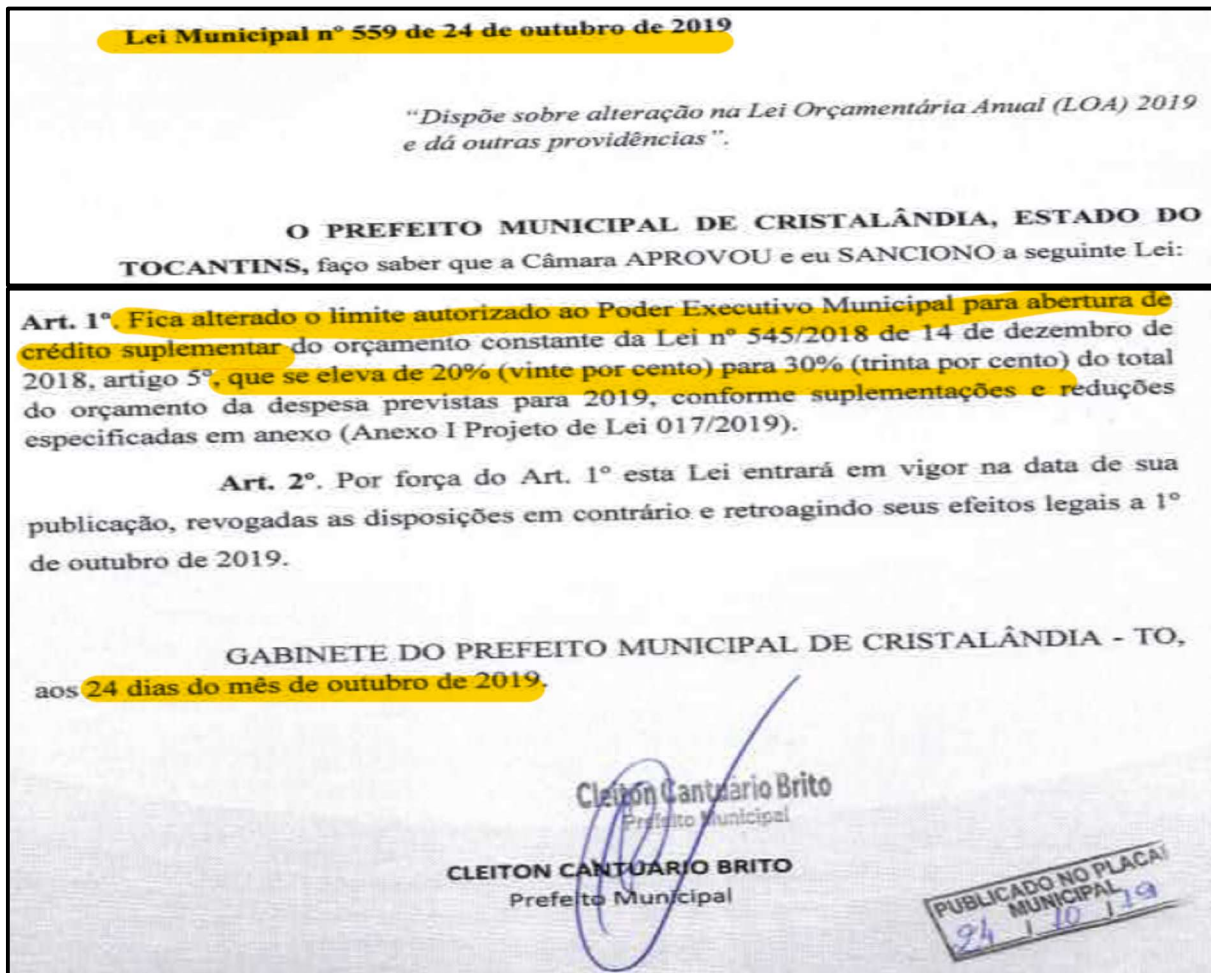 Lei Municipal nº 559 de 24 de outubro de 2019
“Dispõe sobre alteração na Lei Orçamentária Anual (LOA) 2019
e dá outras providências”.
O PREFEITO MUNICIPAL DE CRISTALÂNDIA, ESTADO DO
TOCANTINS, faço saber que a Câmara APROVOU e eu SANCIONO a seguinte Lei:
Art. 1º. Fica alterado o limite autorizado ao Poder Executivo Municipal para abertura de
crédito suplementar do orçamento constante da Lei nº 545/2018 de 14 de dezembro de
2018, artigo 5º, que se eleva de 20% (vinte por cento) para 30% (trinta por cento) do total
do orçamento da despesa previstas para 2019, conforme suplementações e reduções
especificadas em anexo (Anexo I Projeto de Lei 017/2019).
Art. 2º. Por força do Art. 1º esta Lei entrará em vigor na data de sua
publicação, revogadas as disposições em contrário e retroagindo seus efeitos legais a 1º
de outubro de 2019.
GABINETE DO PREFEITO MUNICIPAL DE CRISTALÂNDIA - TO,
aos 24 dias do mês de outubro de 2019.
Cleiton Cantuário Brito
Prefeito Municipal
CLEITON CANTUÁRIO BRITO
Prefeito Municipal
PUBLICADO NO PLACAR
MUNICIPAL
24 / 10 / 19